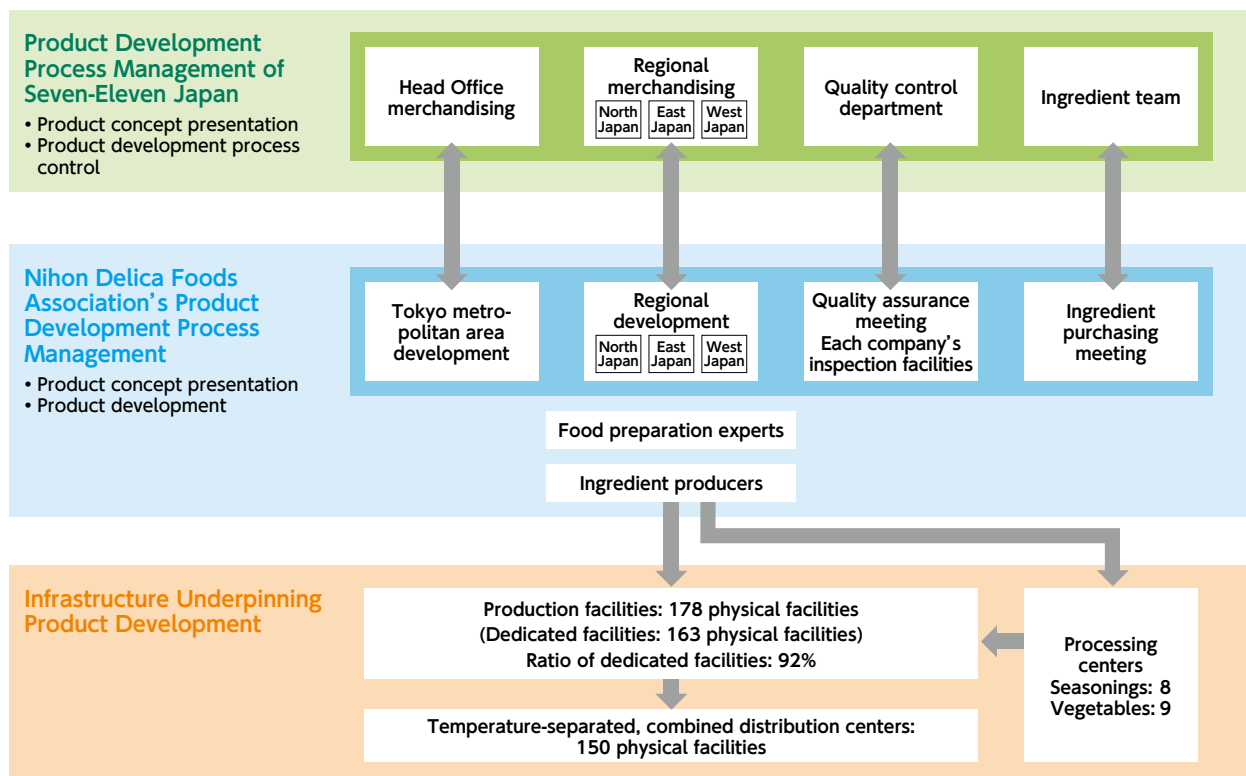 Product Development
Process Management of
Seven-Eleven Japan
• Product concept presentation
• Product development process
control
Head Office
merchandising
Regional
merchandising
North
Japan
East
Japan
West
Japan
Quality control
department
Ingredient team
Nihon Delica Foods
Association’s Product
Development Process
Management
• Product concept presentation
• Product development
Tokyo metro-
politan area
development
Regional
development
North
Japan
East
Japan
West
Japan
Quality assurance
meeting
Each company’s
inspection facilities
Ingredient
purchasing
meeting
Food preparation experts
Ingredient producers
Infrastructure Underpinning
Product Development
Production facilities: 178 physical facilities
(Dedicated facilities: 163 physical facilities)
Ratio of dedicated facilities: 92%
Processing
centers
Seasonings: 8
Vegetables: 9
Temperature-separated, combined distribution centers:
150 physical facilities